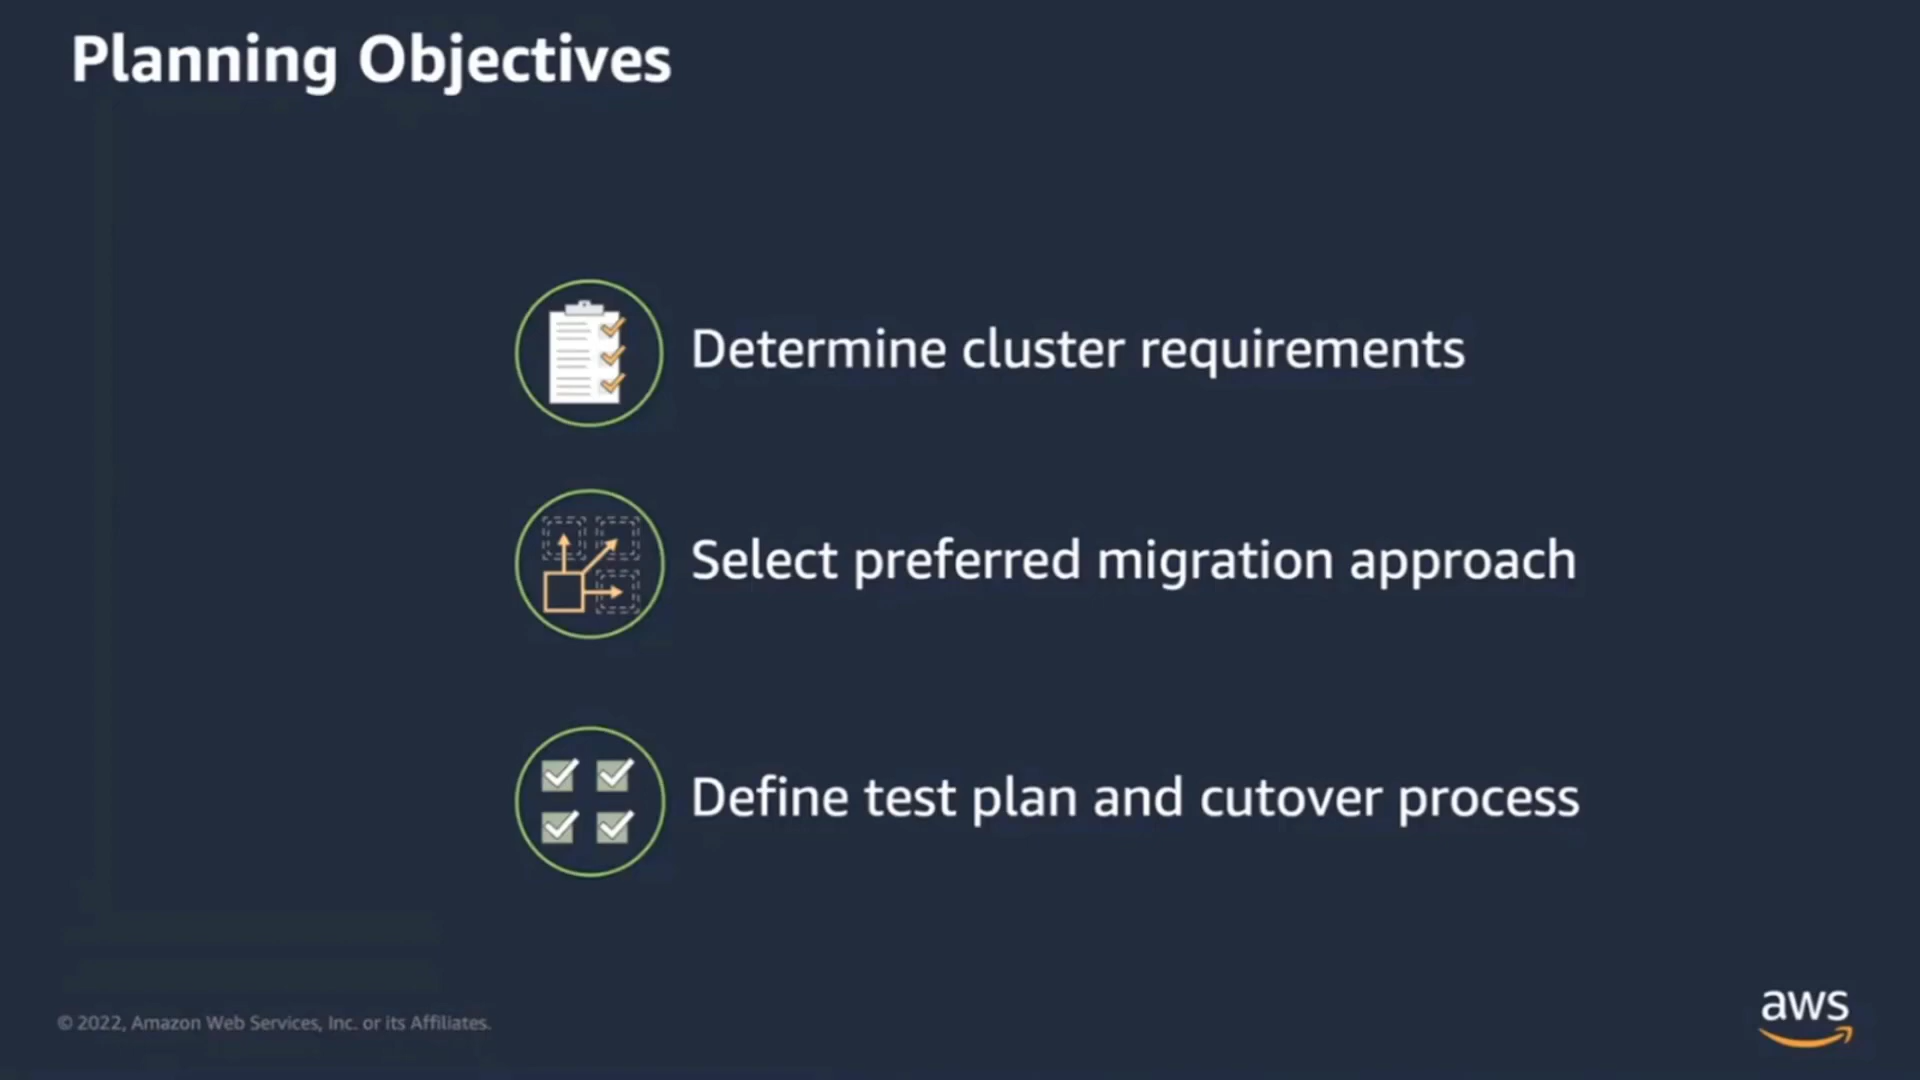 Planning Objectives
Determine cluster requirements
Select preferred migration approach
Define test plan and cutover process
© 2022, Amazon Web Services, Inc. or its Affiliates.
aws